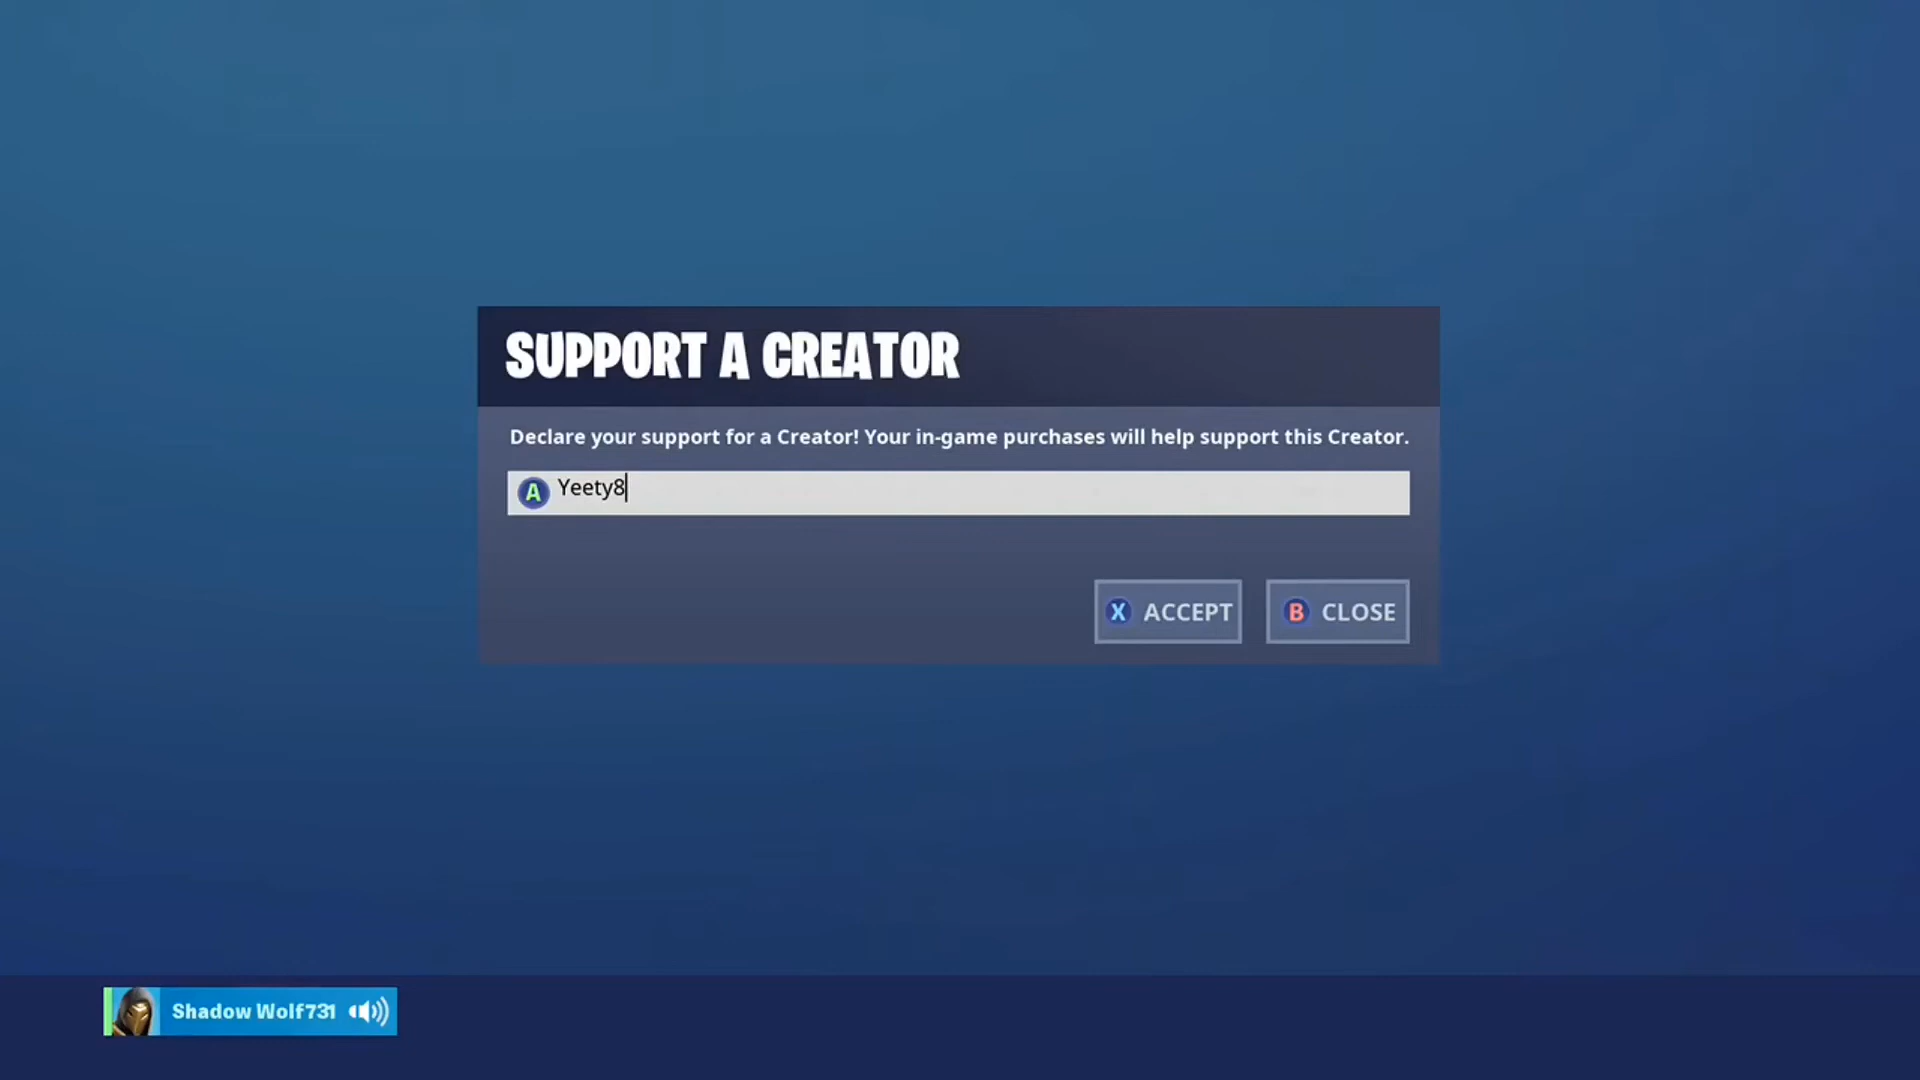 SUPPORT A CREATOR
Declare your support for a Creator! Your in-game purchases will help support this Creator.
A Yeety8
X ACCEPT B CLOSE
Shadow Wolf731